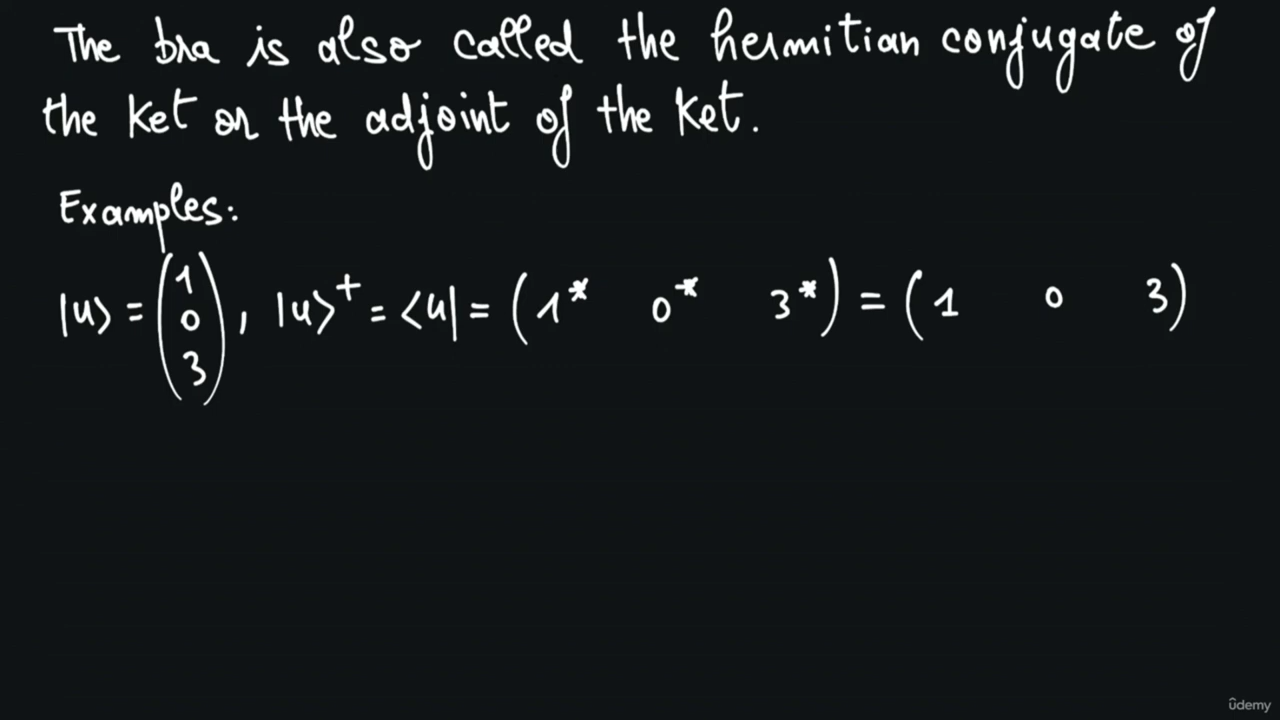 The bra is also called the hermitian conjugate of
the ket or the adjoint of the ket.
Examples:
|u> = (1 0 3), |u>⁺ = <u| = (1* 0* 3*) = (1 0 3)
ûdemy